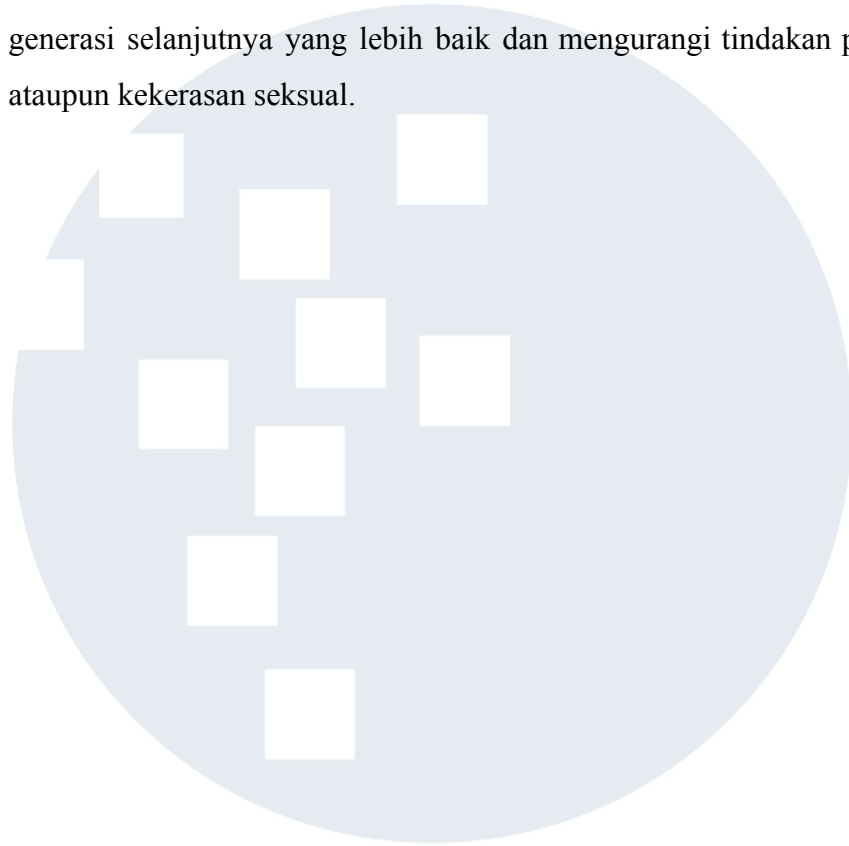 generasi selanjutnya yang lebih baik dan mengurangi tindakan
ataupun kekerasan seksual.